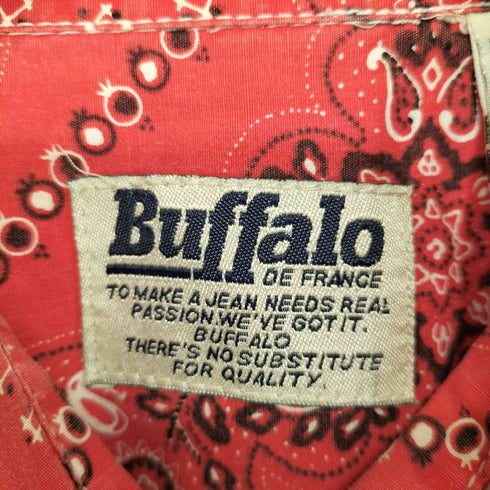 Buffalo
DE FRANCE
TO MAKE A JEAN NEEDS REAL
PASSION.WE'VE GOT IT.
BUFFALO
THERE'S NO SUBSTITUTE
FOR QUALITY.